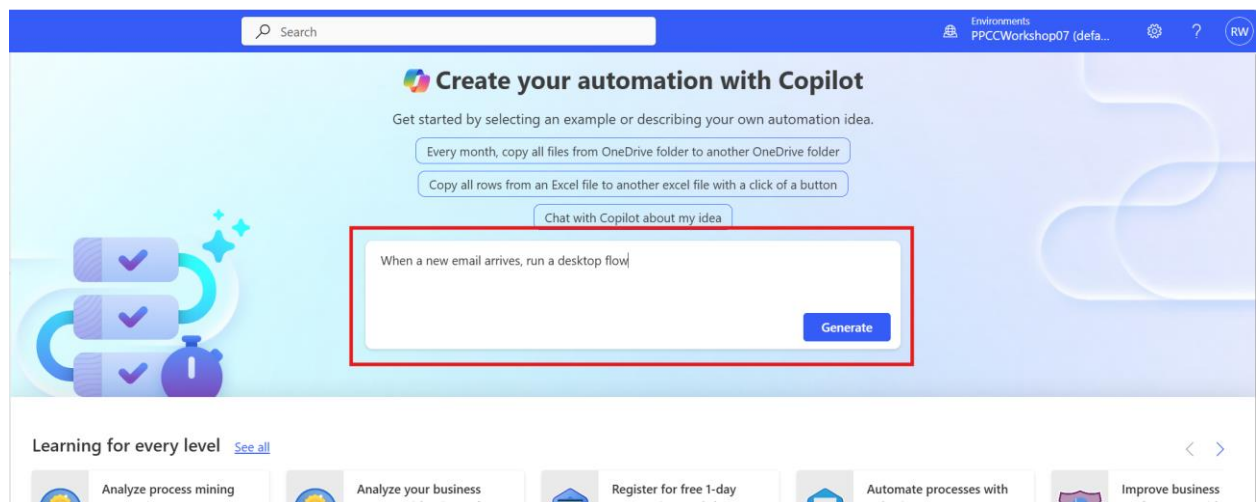 Search
Environments
PPCCWorkshop07 (defa...
?
RW
Create your automation with Copilot
Get started by selecting an example or describing your own automation idea.
Every month, copy all files from OneDrive folder to another OneDrive folder
Copy all rows from an Excel file to another excel file with a click of a button
Chat with Copilot about my idea
When a new email arrives, run a desktop flow
Generate
Learning for every level See all
Analyze process mining
Analyze your business
Register for free 1-day
Automate processes with
Improve business